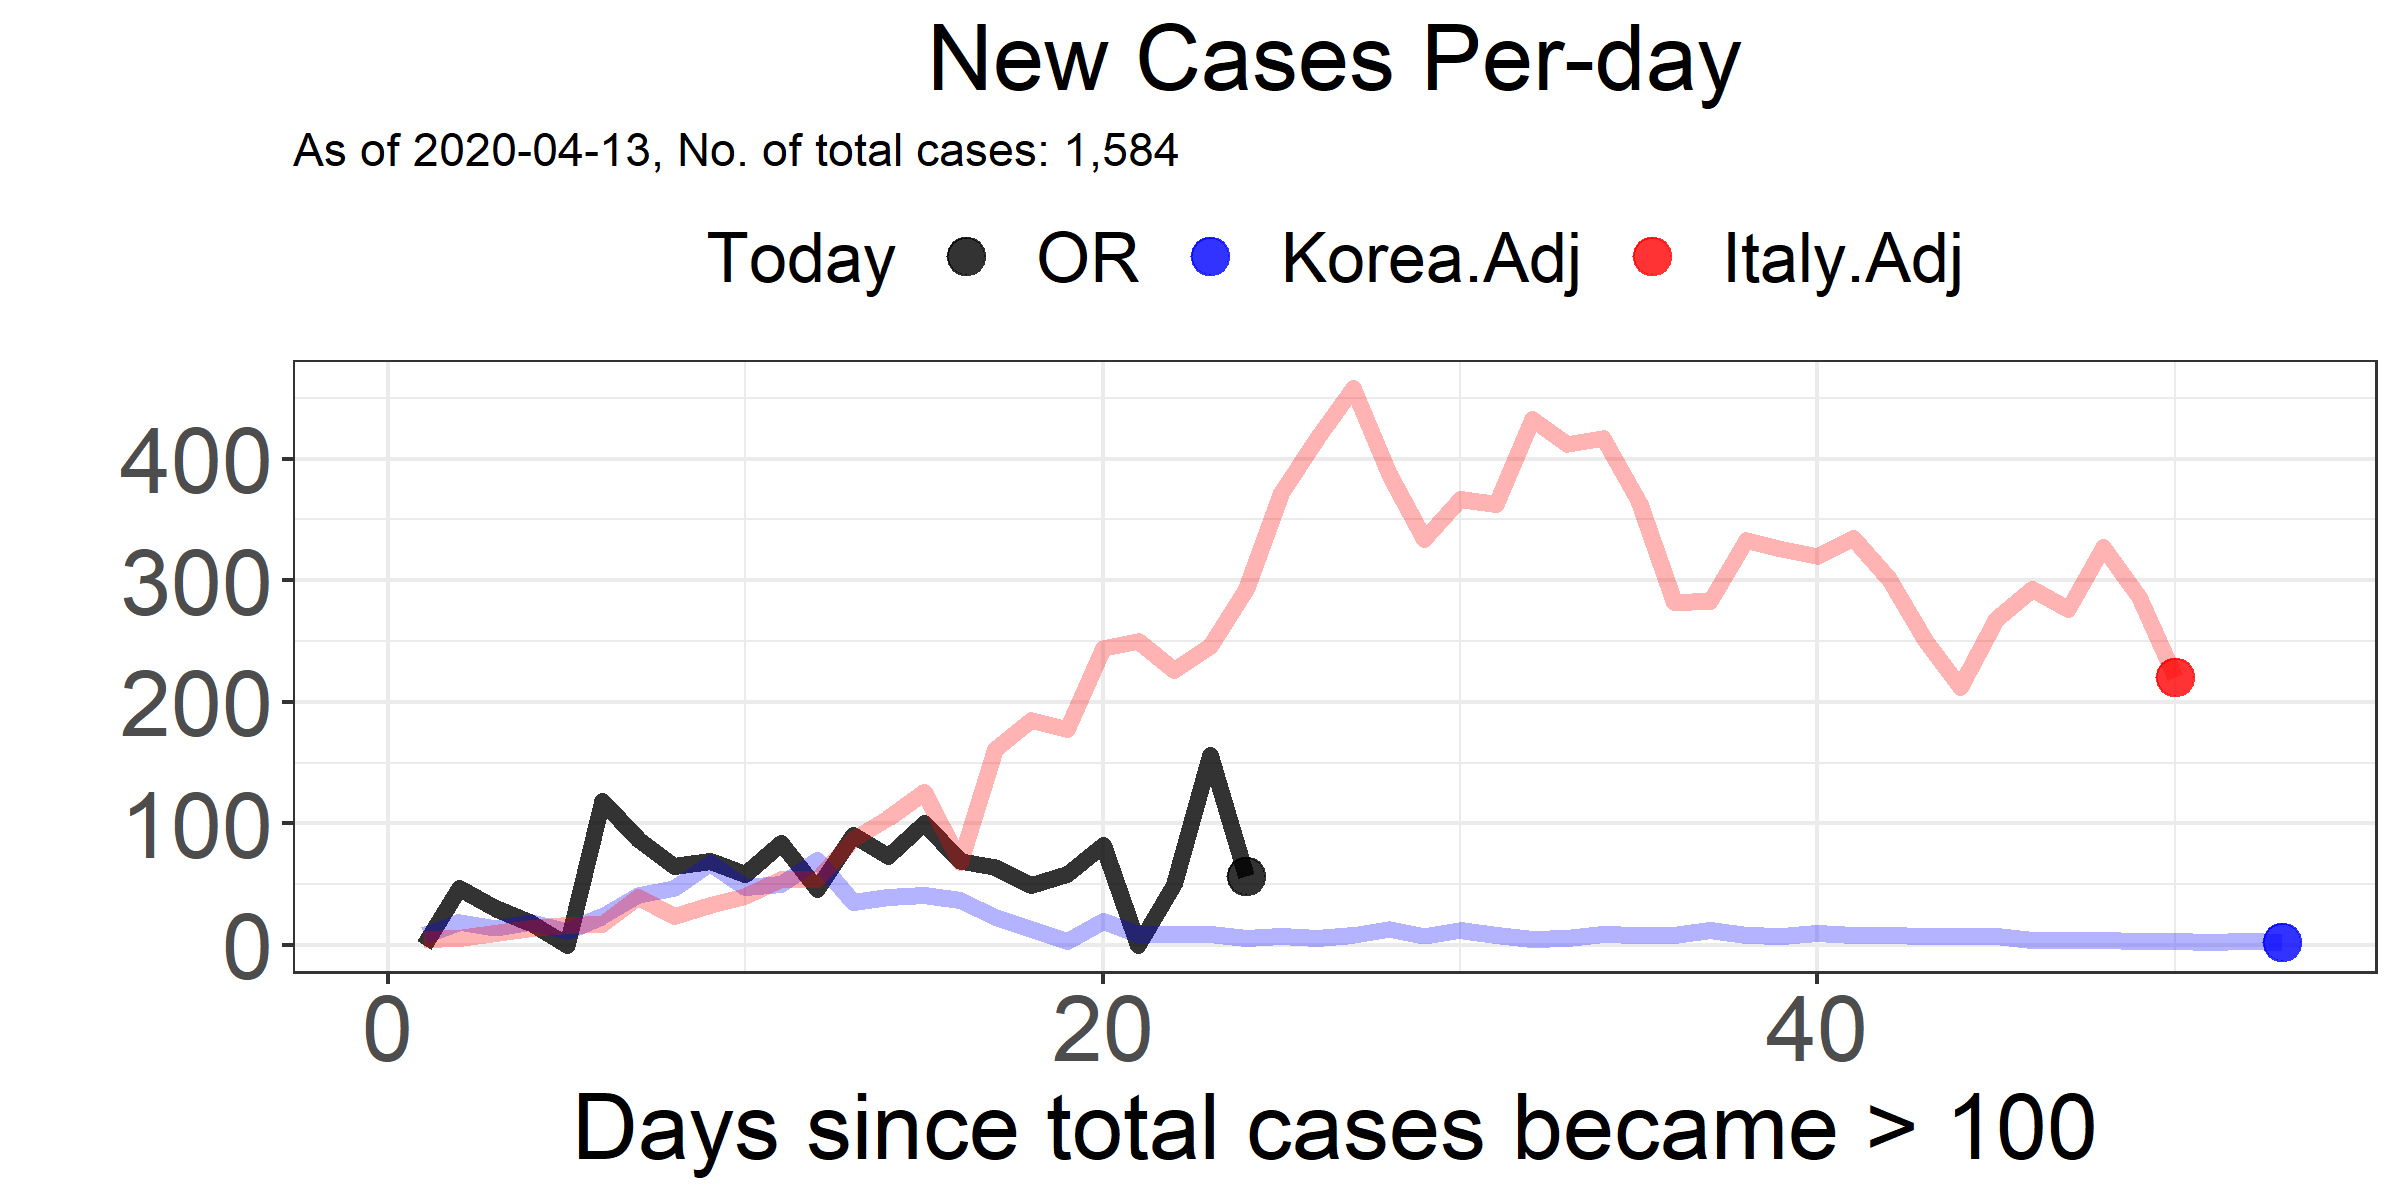 New Cases Per-day
As of 2020-04-13, No. of total cases: 1,584
Today OR Korea.Adj Italy.Adj
400
300
200
100
0
0 20 40
Days since total cases became > 100